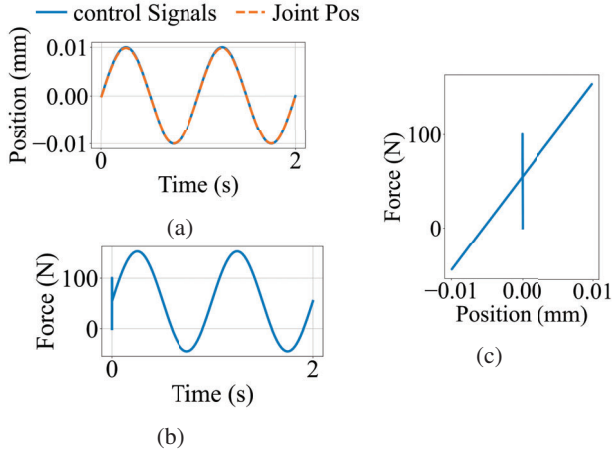 control Signals Joint Pos
Position (mm)
0.01
0.00
−0.01
0 2
Time (s)
(a)
Force (N)
100
0
0 2
Time (s)
(b)
Force (N)
100
0
−0.01 0.00 0.01
Position (mm)
(c)